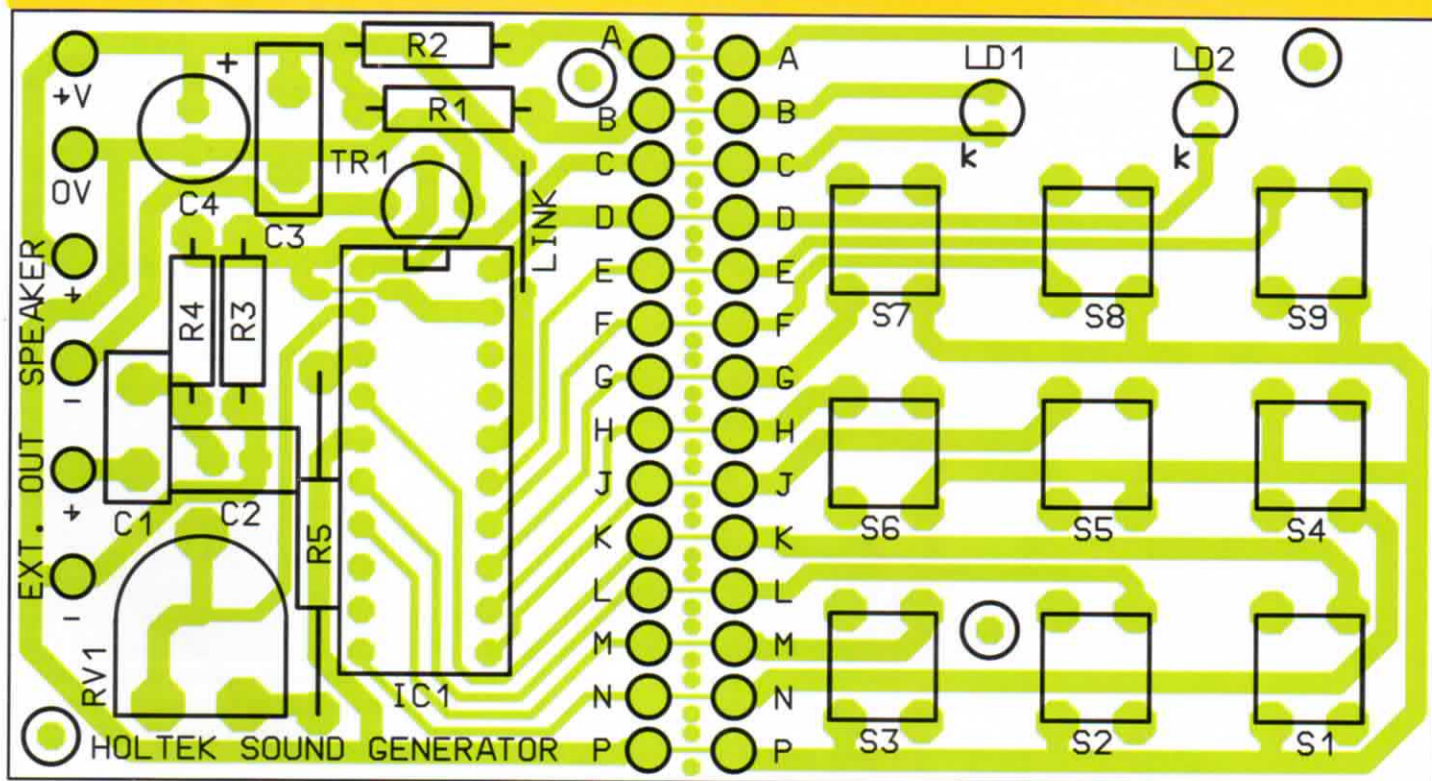 +V
0V
SPEAKER
+
-
EXT. OUT
+
-
C4
+
C3
R2
R1
TR1
LINK
R4
R3
C1
C2
R5
RV1
IC1
HOLTEK SOUND GENERATOR
A
B
C
D
E
F
G
H
J
K
L
M
N
P
A
B
C
D
E
F
G
H
J
K
L
M
N
P
LD1
k
LD2
k
S7
S8
S9
S6
S5
S4
S3
S2
S1